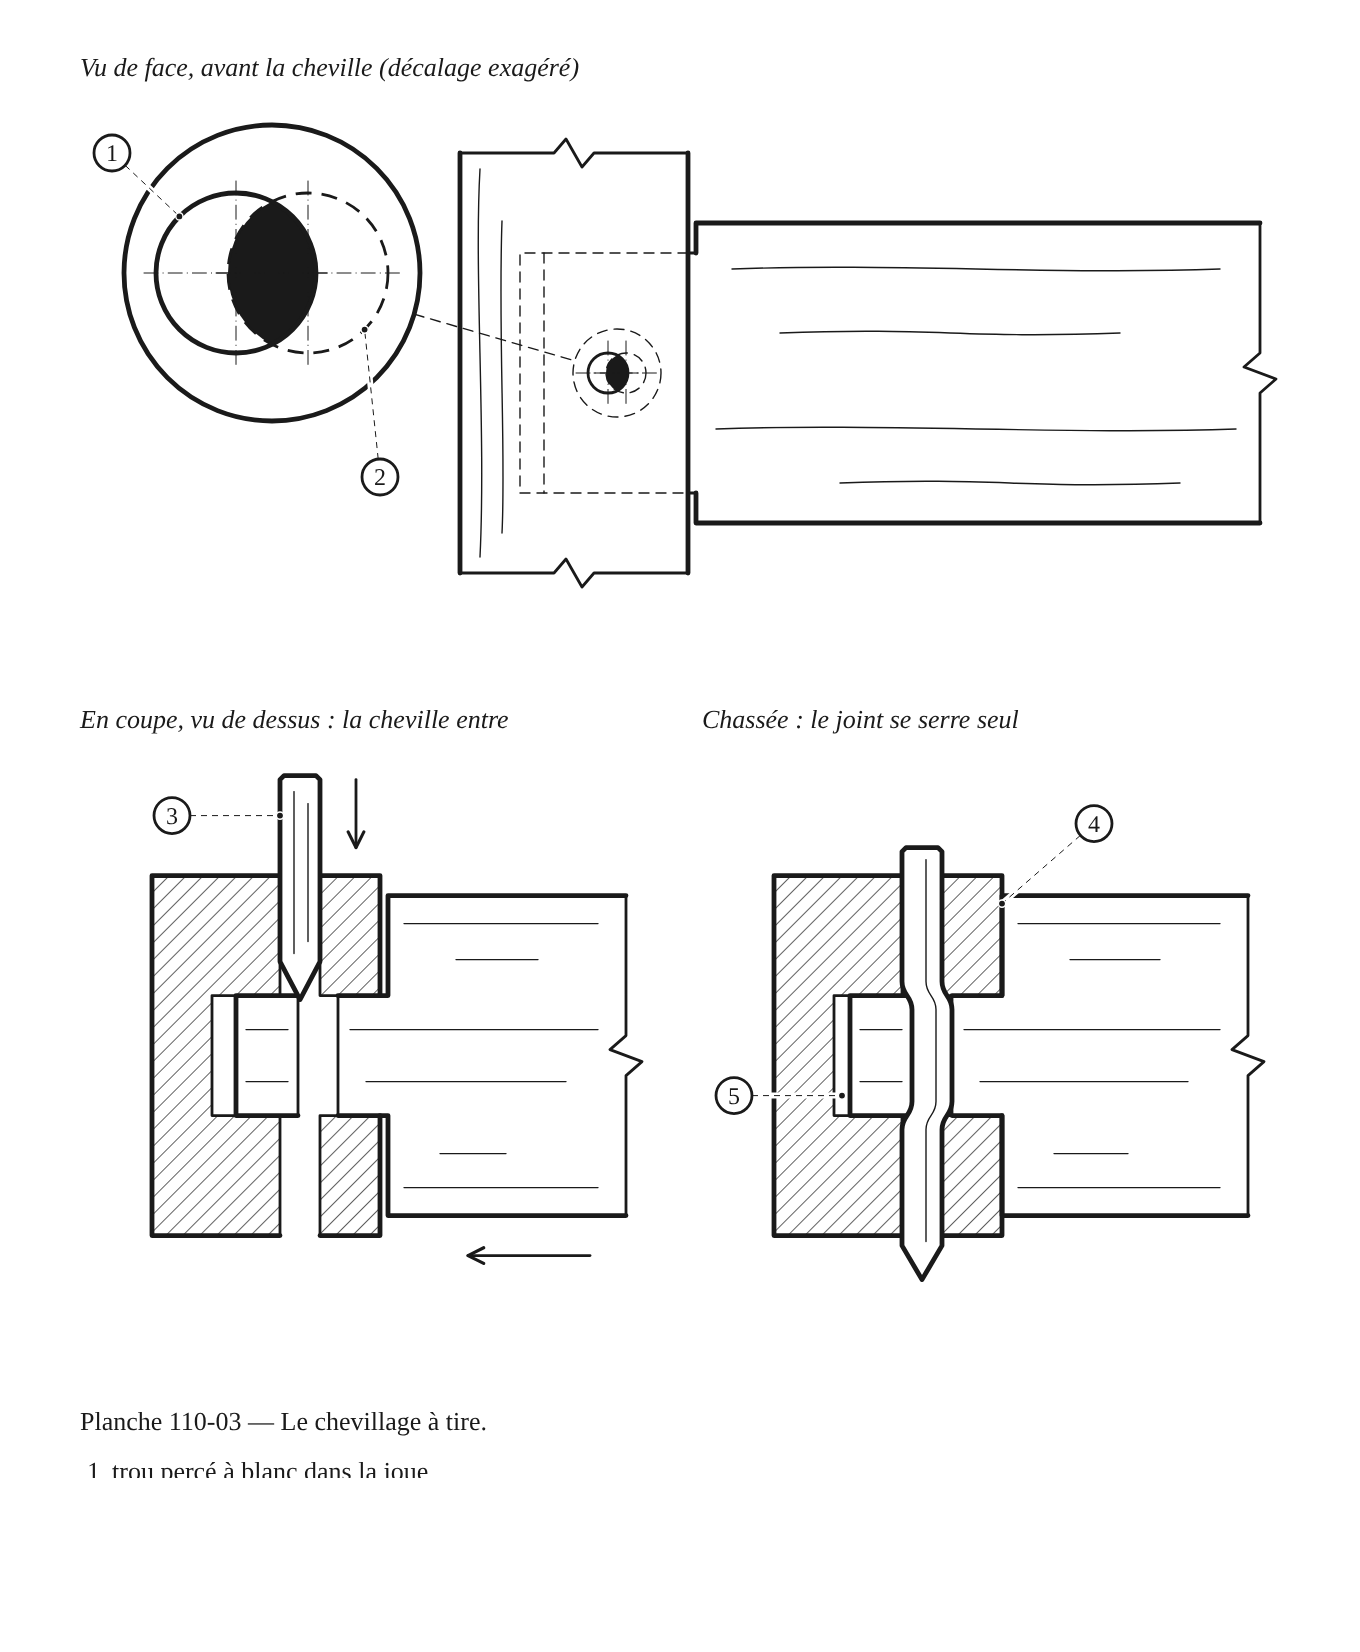 Vu de face, avant la cheville (décalage exagéré)
1
2
En coupe, vu de dessus : la cheville entre
Chassée : le joint se serre seul
3
4
5
Planche 110-03 — Le chevillage à tire.
1 trou percé à blanc dans la joue